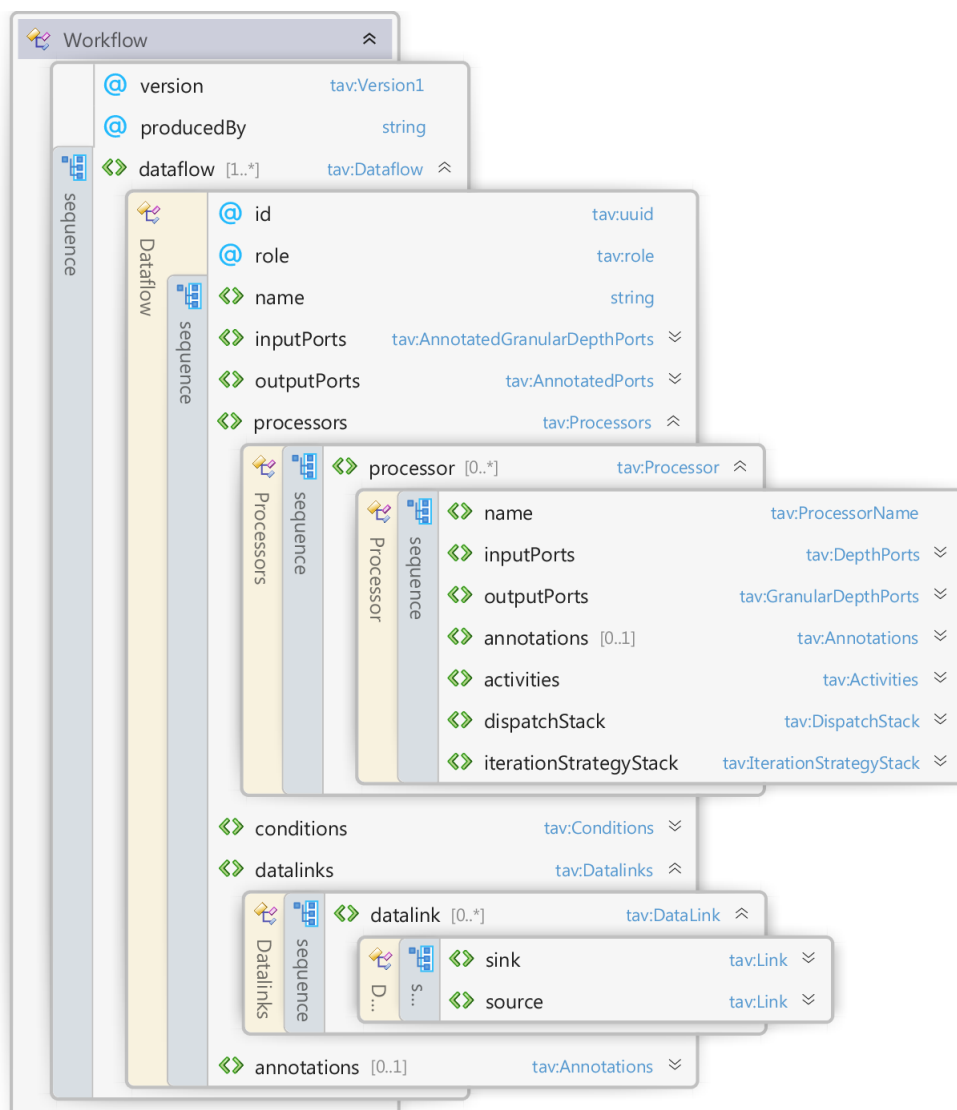 Workflow
version tav:Version1
producedBy string
dataflow [1..*] tav:Dataflow
sequence
Dataflow
id tav:uuid
role tav:role
sequence
name string
inputPorts tav:AnnotatedGranularDepthPorts
outputPorts tav:AnnotatedPorts
processors tav:Processors
Processors
sequence
processor [0..*] tav:Processor
Processor
sequence
name tav:ProcessorName
inputPorts tav:DepthPorts
outputPorts tav:GranularDepthPorts
annotations [0..1] tav:Annotations
activities tav:Activities
dispatchStack tav:DispatchStack
iterationStrategyStack tav:IterationStrategyStack
conditions tav:Conditions
datalinks tav:Datalinks
Datalinks
sequence
datalink [0..*] tav:DataLink
D...
s...
sink tav:Link
source tav:Link
annotations [0..1] tav:Annotations